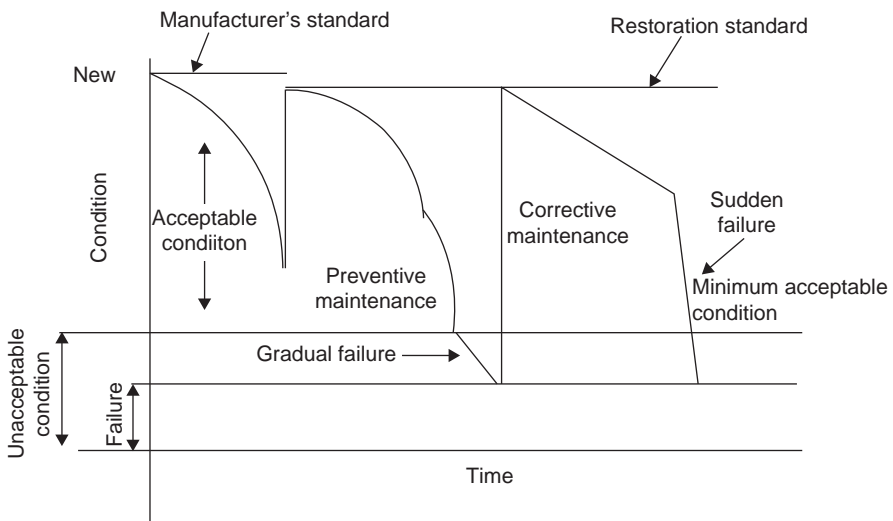 Manufacturer's standard
Restoration standard
New
Condition
Acceptable
condiiton
Preventive
maintenance
Corrective
maintenance
Sudden
failure
Minimum acceptable
condition
Gradual failure
Unacceptable
condition
Failure
Time